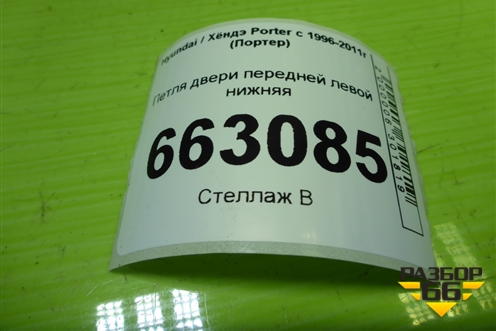 Hyundai / Хёндэ Porter с 1996-2011г
(Портер)
Петля двери передней левой
нижняя
663085
Стеллаж В
РАЗБОР
66